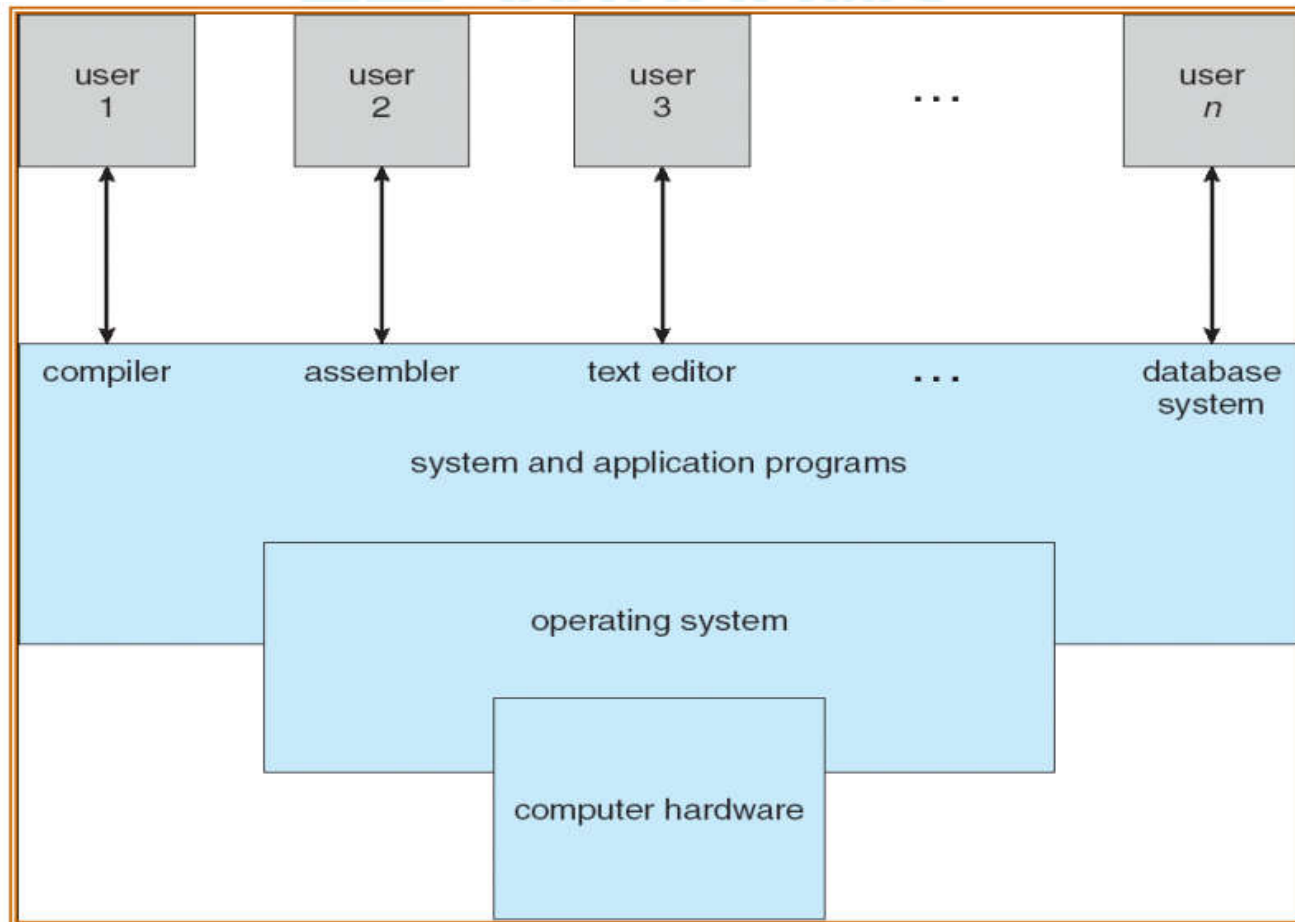 user
1
user
2
user
3
...
user
n
compiler
assembler
text editor
...
database
system
system and application programs
operating system
computer hardware